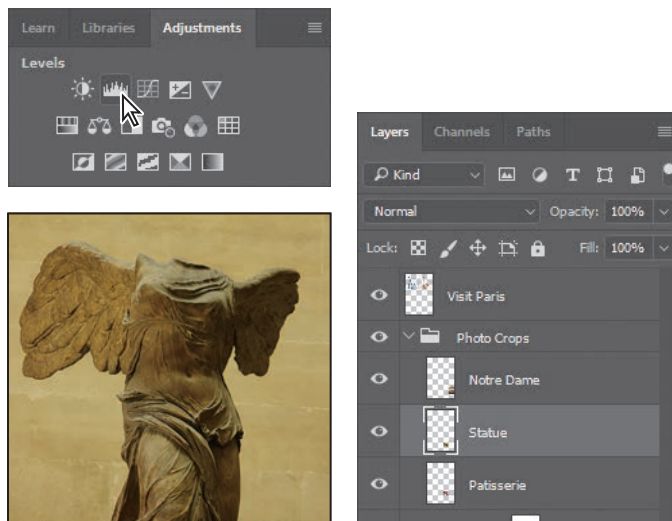 Learn Libraries Adjustments
Levels
Layers Channels Paths
Kind
Normal Opacity: 100%
Lock: Fill: 100%
Visit Paris
Photo Crops
Notre Dame
Statue
Patisserie